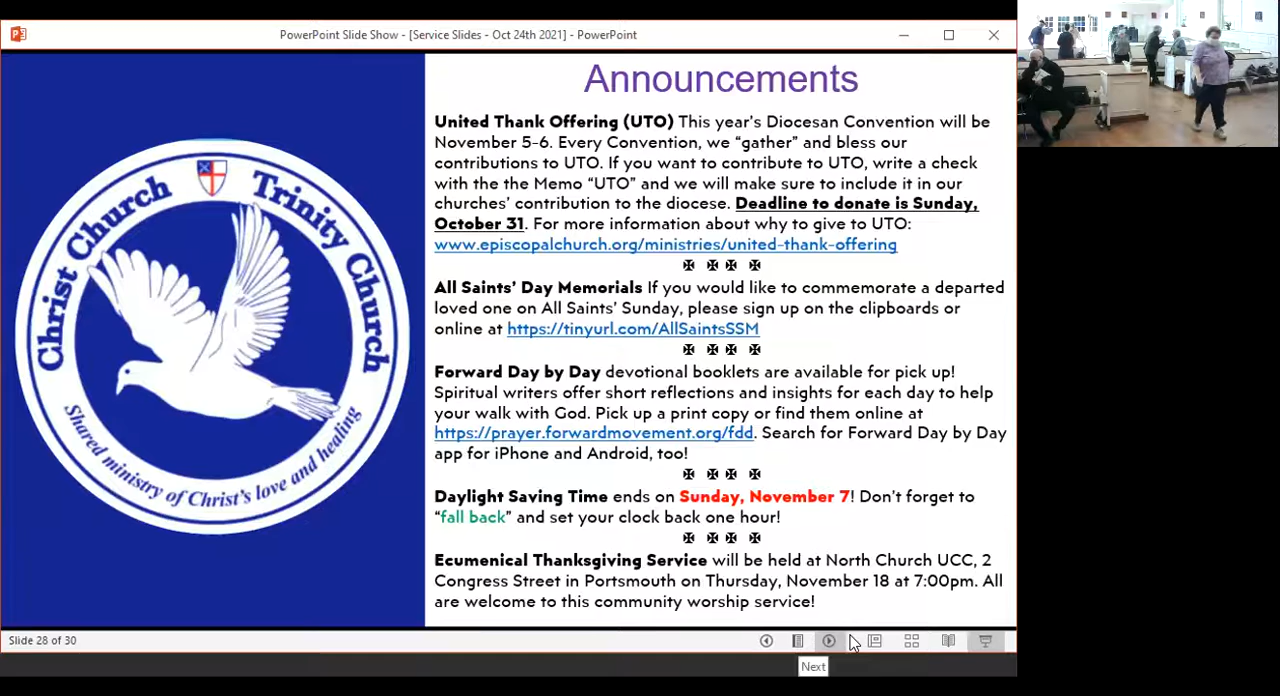 PowerPoint Slide Show - [Service Slides - Oct 24th 2021] - PowerPoint
Christ Church
Trinity Church
Shared ministry of Christ's love and healing
Announcements
United Thank Offering (UTO) This year's Diocesan Convention will be
November 5-6. Every Convention, we "gather" and bless our
contributions to UTO. If you want to contribute to UTO, write a check
with the the Memo "UTO" and we will make sure to include it in our
churches' contribution to the diocese. Deadline to donate is Sunday,
October 31. For more information about why to give to UTO:
www.episcopalchurch.org/ministries/united-thank-offering
✠ ✠ ✠ ✠
All Saints' Day Memorials If you would like to commemorate a departed
loved one on All Saints' Sunday, please sign up on the clipboards or
online at https://tinyurl.com/AllSaintsSSM
✠ ✠ ✠ ✠
Forward Day by Day devotional booklets are available for pick up!
Spiritual writers offer short reflections and insights for each day to help
your walk with God. Pick up a print copy or find them online at
https://prayer.forwardmovement.org/fdd. Search for Forward Day by Day
app for iPhone and Android, too!
✠ ✠ ✠ ✠
Daylight Saving Time ends on Sunday, November 7! Don't forget to
"fall back" and set your clock back one hour!
✠ ✠ ✠ ✠
Ecumenical Thanksgiving Service will be held at North Church UCC, 2
Congress Street in Portsmouth on Thursday, November 18 at 7:00pm. All
are welcome to this community worship service!
Slide 28 of 30
Next